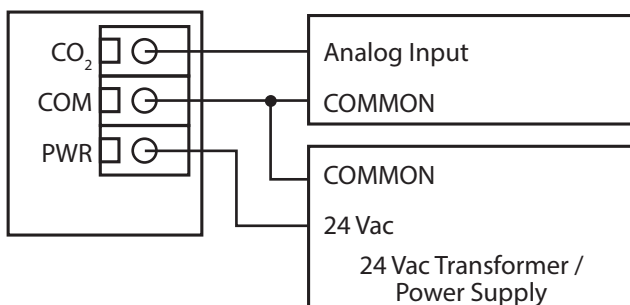 CO₂
COM
PWR
Analog Input
COMMON
COMMON
24 Vac
24 Vac Transformer /
Power Supply